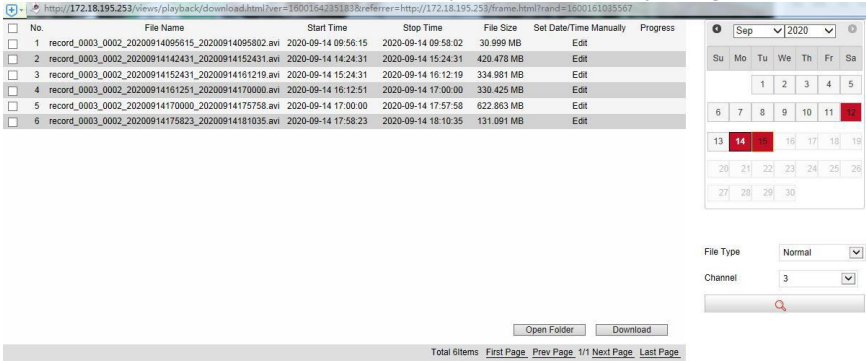 http://172.18.195.253/views/playback/download.html?ver=1600164235183&referrer=http://172.18.195.253/frame.html?rand=1600161035567
No. File Name Start Time Stop Time File Size Set Date/Time Manually Progress
1 record_0003_0002_20200914095615_20200914095802.avi 2020-09-14 09:56:15 2020-09-14 09:58:02 30.999 MB Edit
2 record_0003_0002_20200914142431_20200914152431.avi 2020-09-14 14:24:31 2020-09-14 15:24:31 420.478 MB Edit
3 record_0003_0002_20200914152431_20200914161219.avi 2020-09-14 15:24:31 2020-09-14 16:12:19 334.981 MB Edit
4 record_0003_0002_20200914161251_20200914170000.avi 2020-09-14 16:12:51 2020-09-14 17:00:00 330.425 MB Edit
5 record_0003_0002_20200914170000_20200914175758.avi 2020-09-14 17:00:00 2020-09-14 17:57:58 622.863 MB Edit
6 record_0003_0002_20200914175823_20200914181035.avi 2020-09-14 17:58:23 2020-09-14 18:10:35 131.091 MB Edit
Open Folder Download
Total 6Items First Page Prev Page 1/1 Next Page Last Page
Sep 2020
Su Mo Tu We Th Fr Sa
1 2 3 4 5
6 7 8 9 10 11 12
13 14 15 16 17 18 19
20 21 22 23 24 25 26
27 28 29 30
File Type Normal
Channel 3